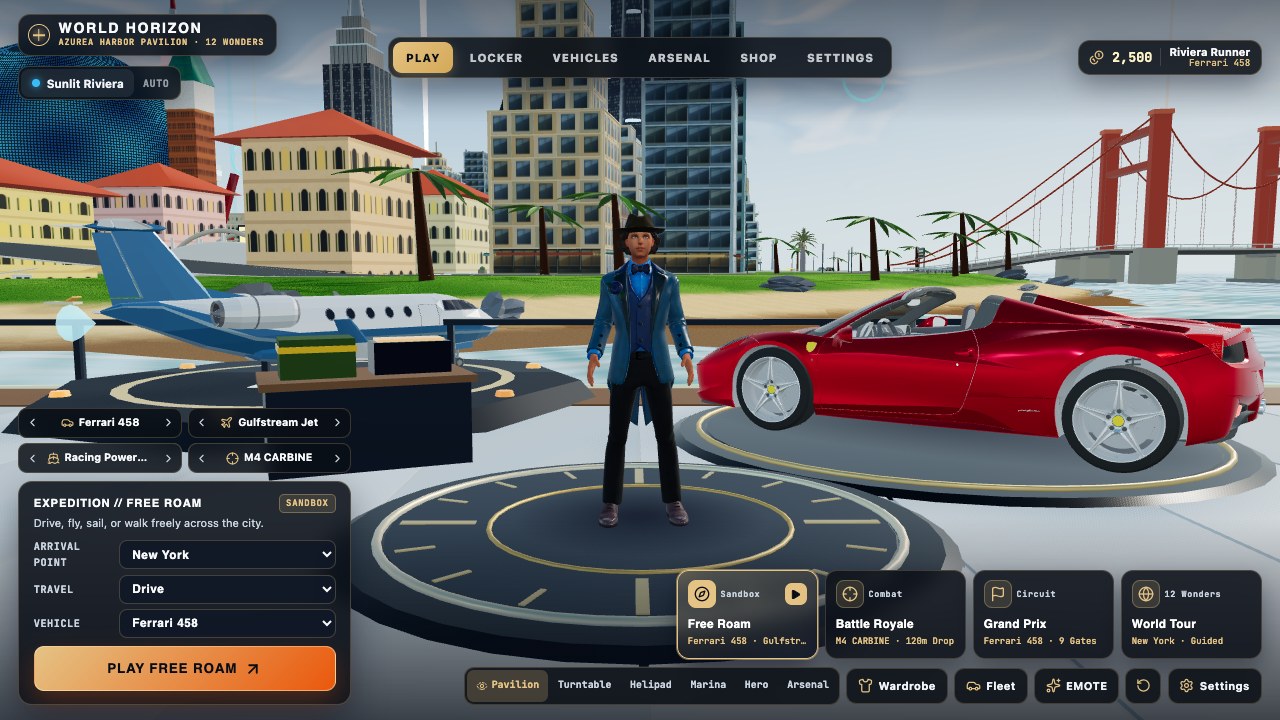 WORLD HORIZON
AZUREA HARBOR PAVILION · 12 WONDERS
Sunlit Riviera AUTO
PLAY LOCKER VEHICLES ARSENAL SHOP SETTINGS
2,500
Riviera Runner
Ferrari 458
Ferrari 458
Gulfstream Jet
Racing Power...
M4 CARBINE
EXPEDITION // FREE ROAM
SANDBOX
Drive, fly, sail, or walk freely across the city.
ARRIVAL
POINT
New York
TRAVEL
Drive
VEHICLE
Ferrari 458
PLAY FREE ROAM
Sandbox
Free Roam
Ferrari 458 · Gulfstr…
Combat
Battle Royale
M4 CARBINE · 120m Drop
Circuit
Grand Prix
Ferrari 458 · 9 Gates
12 Wonders
World Tour
New York · Guided
Pavilion Turntable Helipad Marina Hero Arsenal
Wardrobe
Fleet
EMOTE
Settings